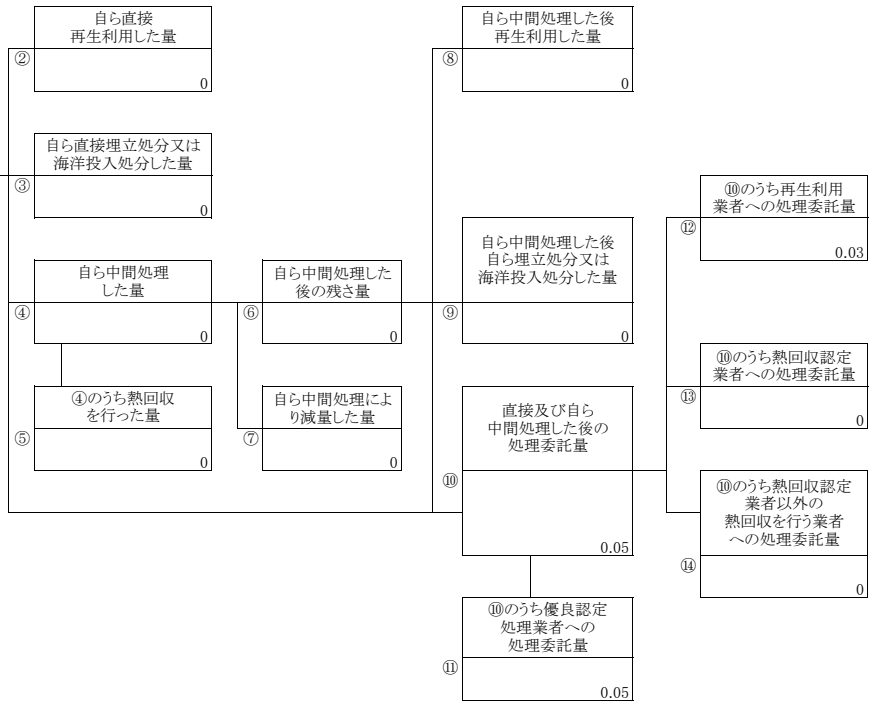 自ら直接
再生利用した量
②
0
自ら直接埋立処分又は
海洋投入処分した量
③
0
自ら中間処理
した量
④
0
④のうち熱回収
を行った量
⑤
0
自ら中間処理した
後の残さ量
⑥
0
自ら中間処理によ
り減量した量
⑦
0
自ら中間処理した後
再生利用した量
⑧
0
自ら中間処理した後
自ら埋立処分又は
海洋投入処分した量
⑨
0
直接及び自ら
中間処理した後の
処理委託量
⑩
0.05
⑩のうち優良認定
処理業者への
処理委託量
⑪
0.05
⑩のうち再生利用
業者への処理委託量
⑫
0.03
⑩のうち熱回収認定
業者への処理委託量
⑬
0
⑩のうち熱回収認定
業者以外の
熱回収を行う業者
への処理委託量
⑭
0